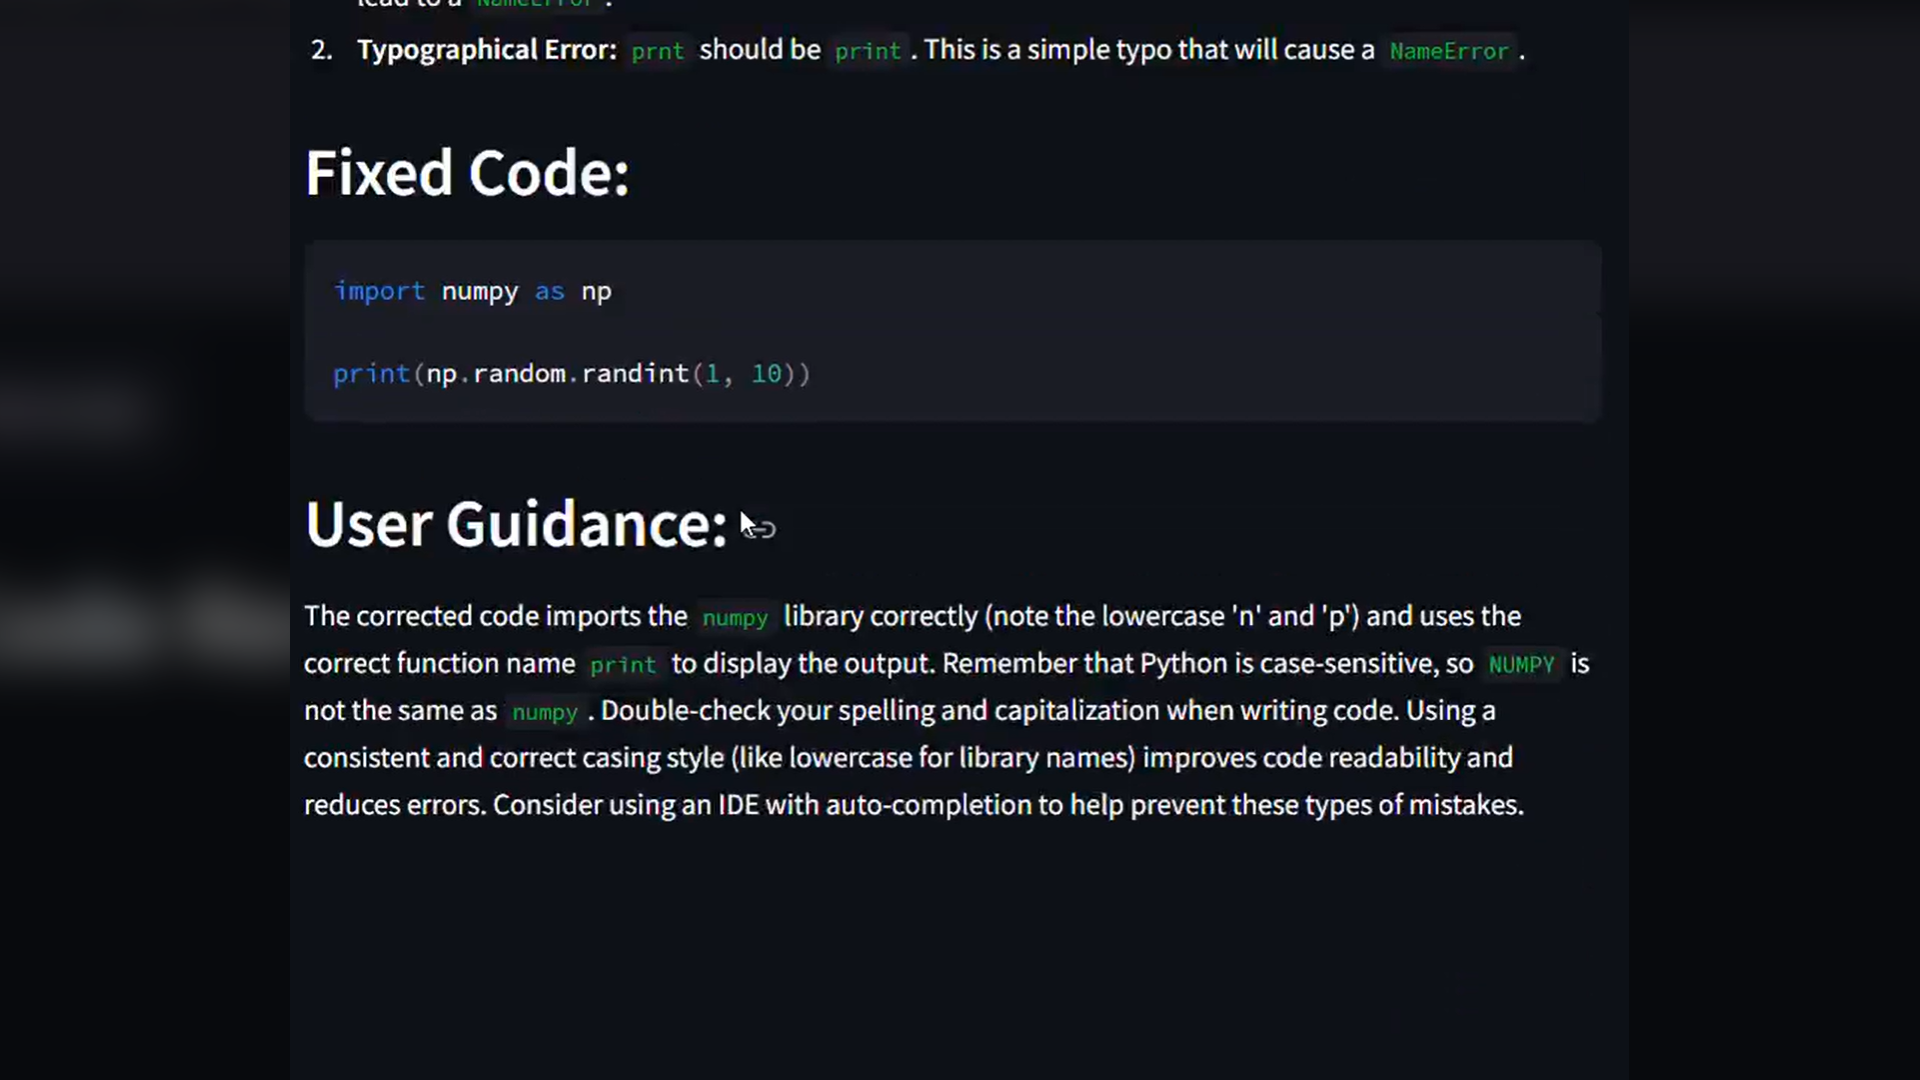 lead to a NameError .
2. Typographical Error: prnt should be print . This is a simple typo that will cause a NameError .
Fixed Code:
import numpy as np
print(np.random.randint(1, 10))
User Guidance:
The corrected code imports the numpy library correctly (note the lowercase 'n' and 'p') and uses the
correct function name print to display the output. Remember that Python is case-sensitive, so NUMPY is
not the same as numpy . Double-check your spelling and capitalization when writing code. Using a
consistent and correct casing style (like lowercase for library names) improves code readability and
reduces errors. Consider using an IDE with auto-completion to help prevent these types of mistakes.